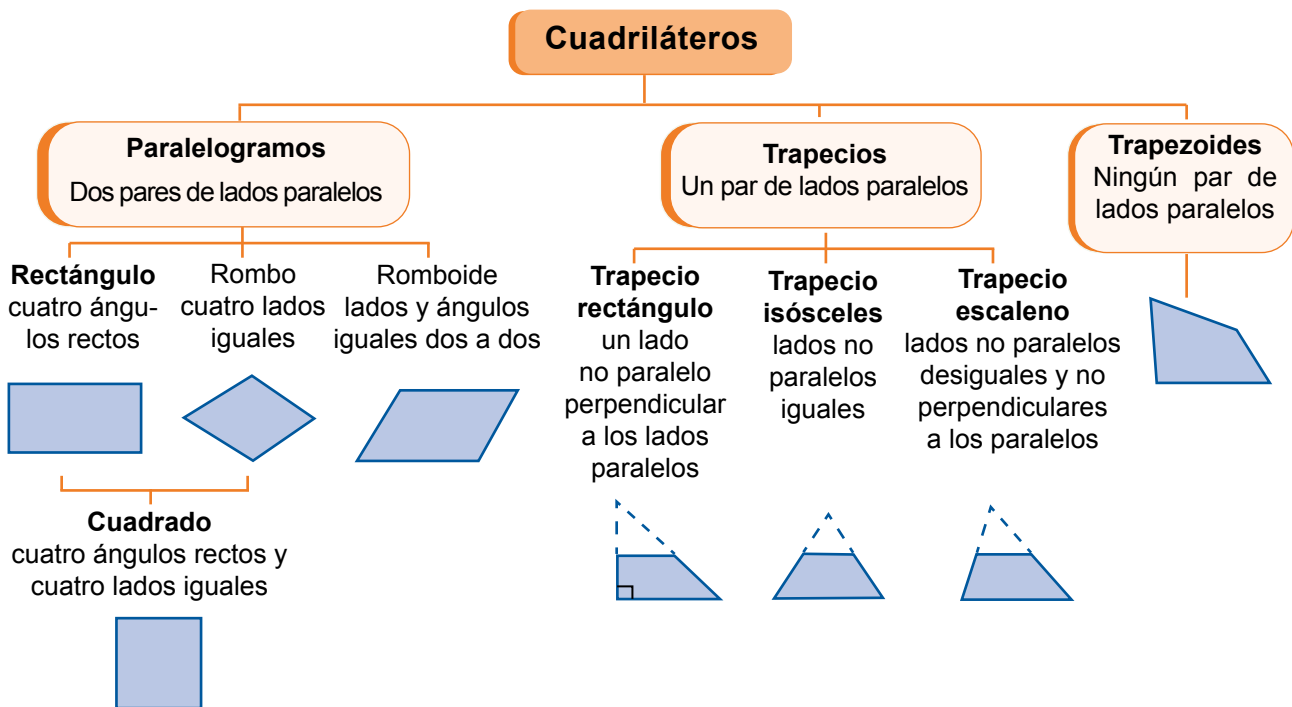 Cuadriláteros
Paralelogramos
Dos pares de lados paralelos
Trapecios
Un par de lados paralelos
Trapezoides
Ningún par de
lados paralelos
Rectángulo
cuatro ángu-
los rectos
Rombo
cuatro lados
iguales
Romboide
lados y ángulos
iguales dos a dos
Trapecio
rectángulo
un lado
no paralelo
perpendicular
a los lados
paralelos
Trapecio
isósceles
lados no
paralelos
iguales
Trapecio
escaleno
lados no paralelos
desiguales y no
perpendiculares
a los paralelos
Cuadrado
cuatro ángulos rectos y
cuatro lados iguales